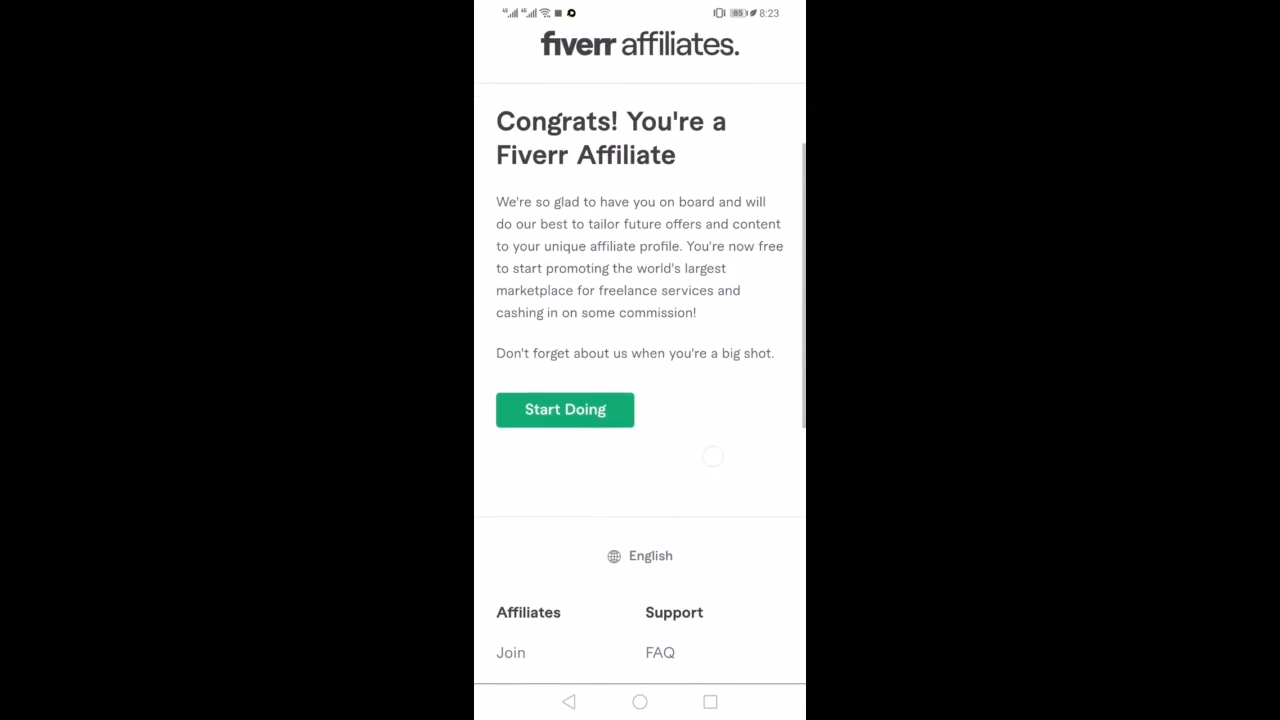 85 8:23
fiverr affiliates.
Congrats! You're a
Fiverr Affiliate
We're so glad to have you on board and will
do our best to tailor future offers and content
to your unique affiliate profile. You're now free
to start promoting the world's largest
marketplace for freelance services and
cashing in on some commission!
Don't forget about us when you're a big shot.
Start Doing
English
Affiliates Support
Join FAQ